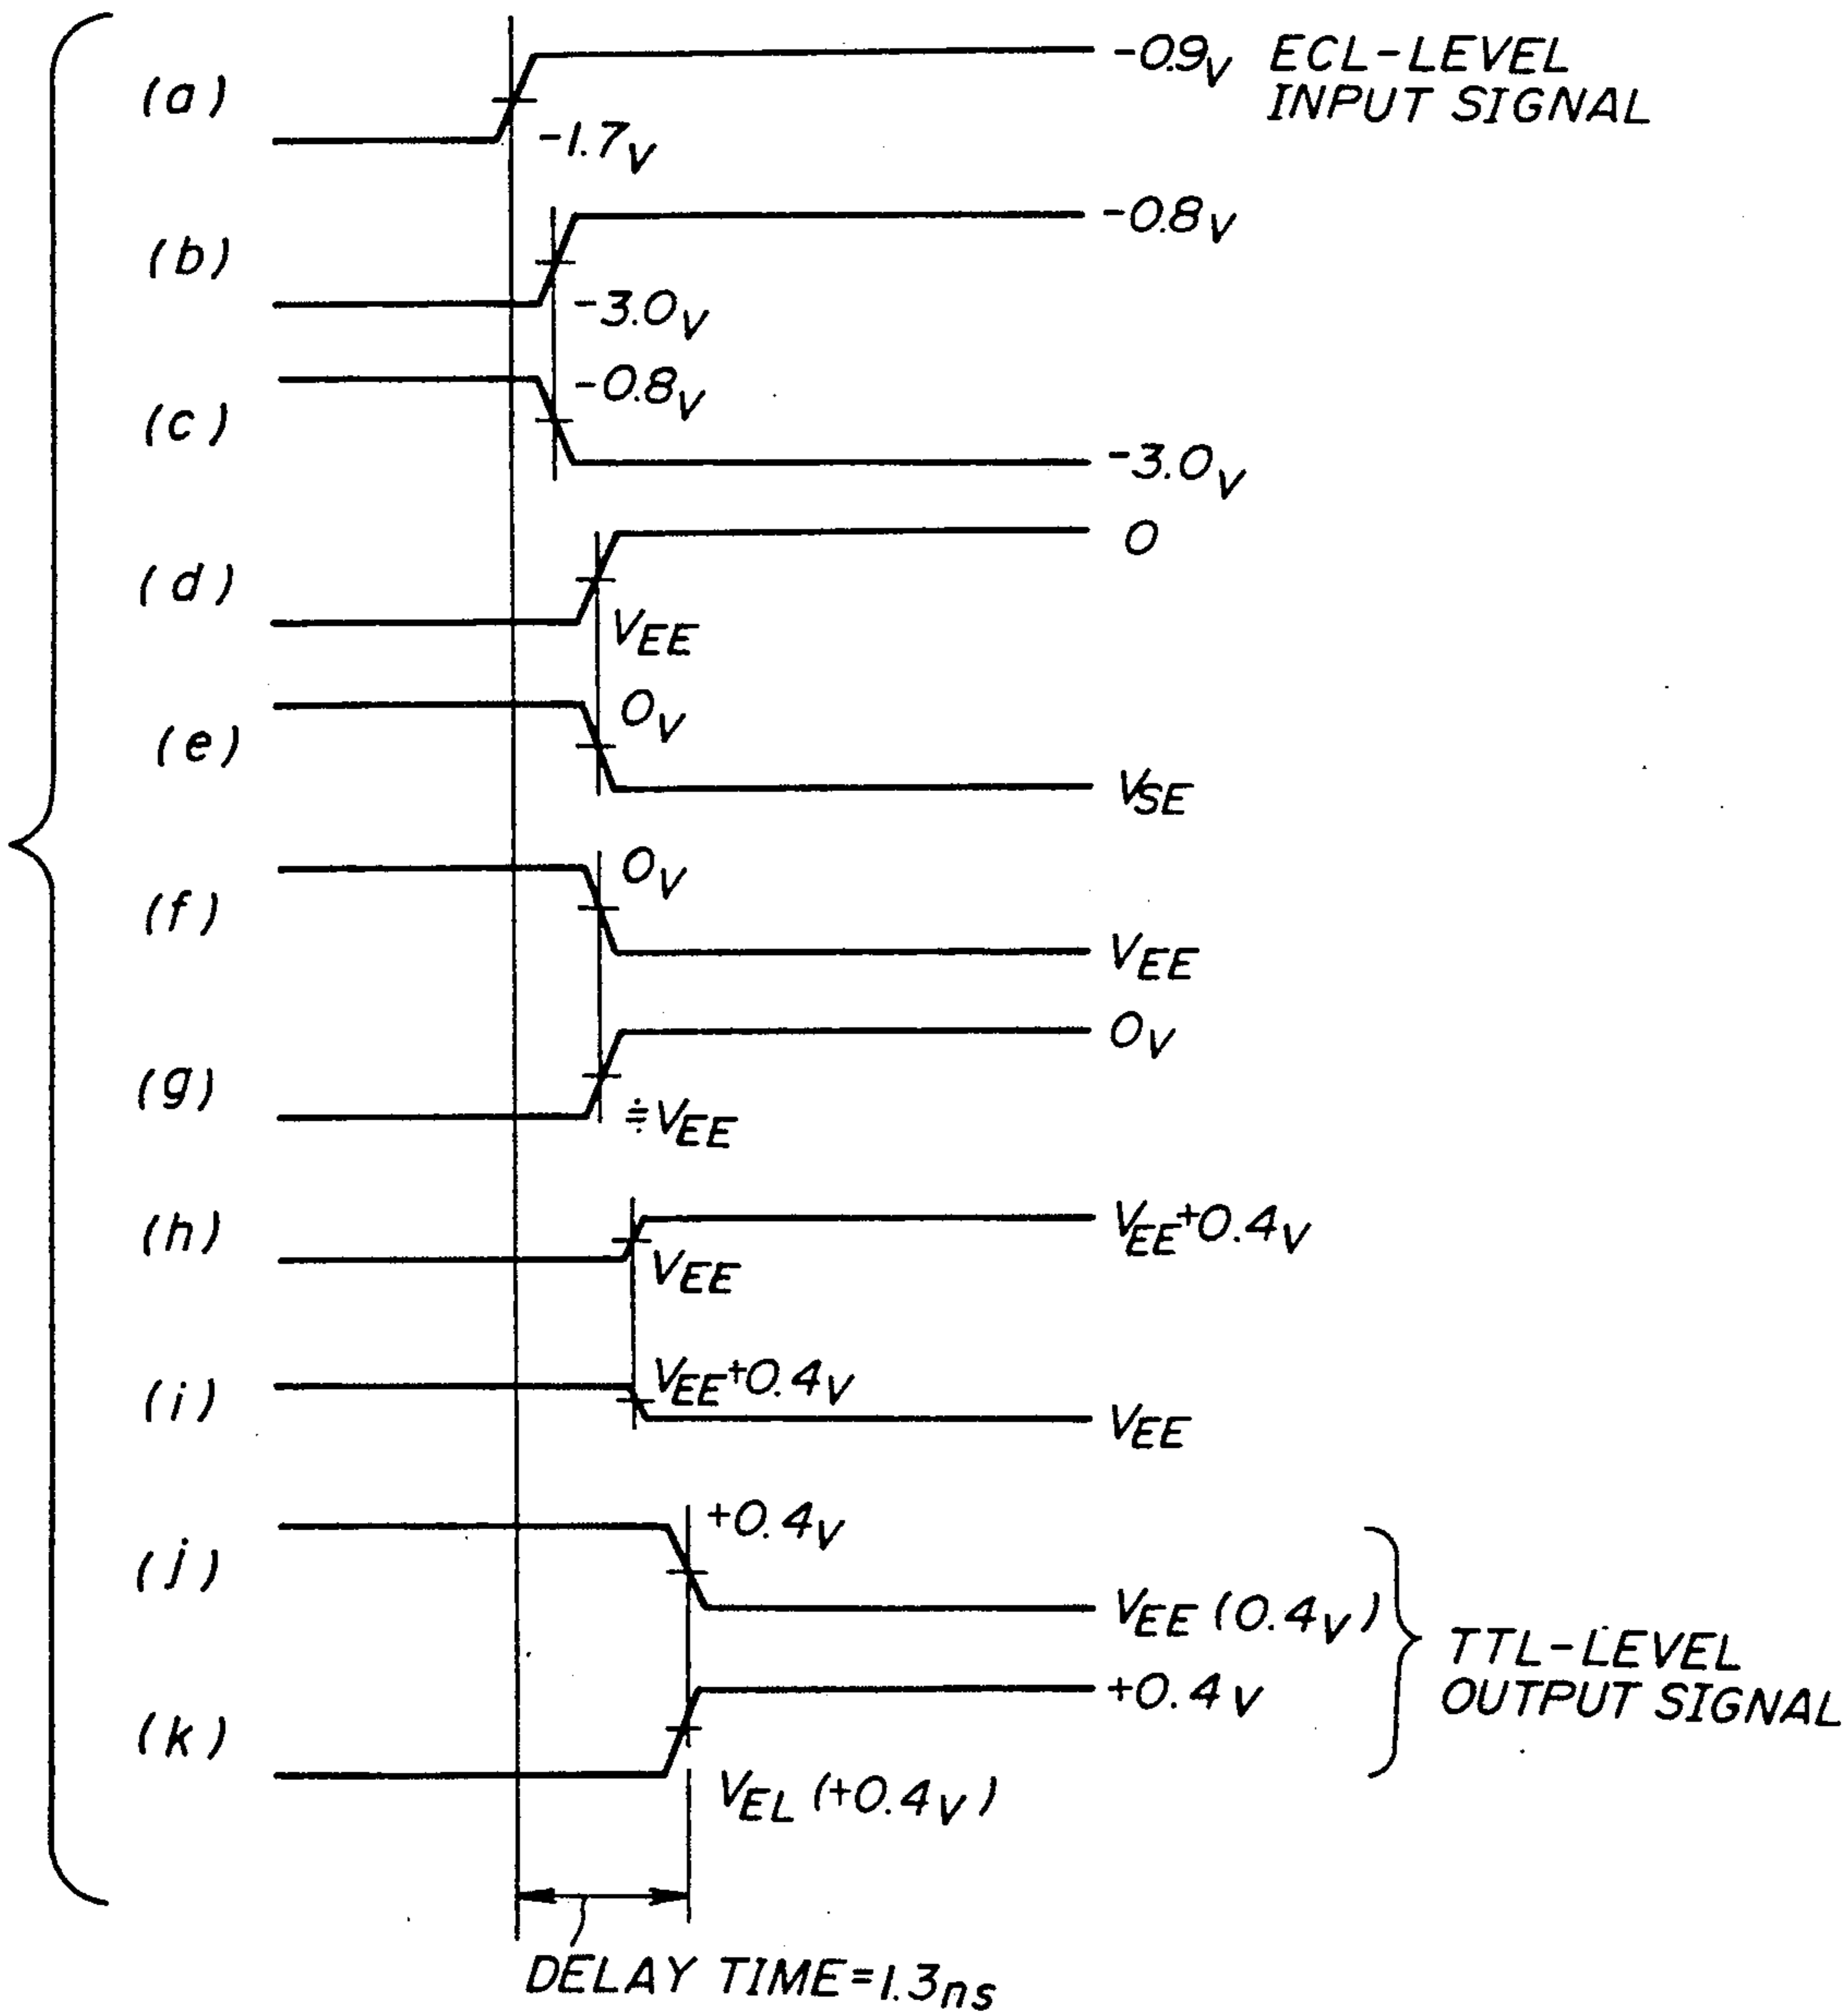 (a)
-0.9V ECL-LEVEL
INPUT SIGNAL
-1.7V
(b)
-0.8V
-3.0V
(c)
-0.8V
-3.0V
(d)
0
VEE
(e)
0V
VSE
(f)
0V
VEE
(g)
0V
≑VEE
(h)
VEE+0.4V
VEE
(i)
VEE+0.4V
VEE
(j)
+0.4V
VEE (0.4V)
TTL-LEVEL
OUTPUT SIGNAL
(k)
+0.4V
VEL (+0.4V)
DELAY TIME=1.3ns